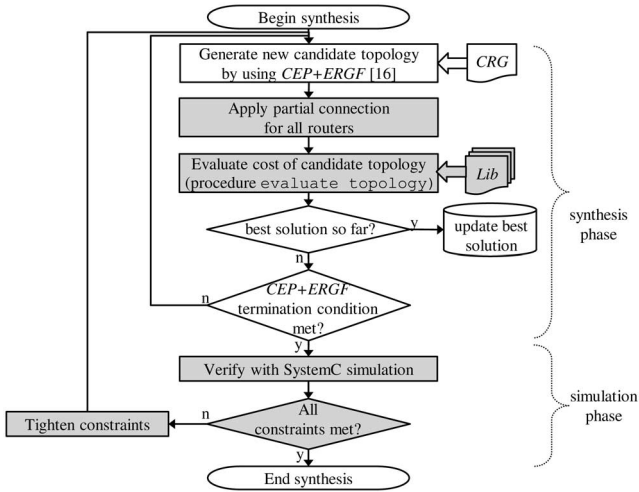 Begin synthesis
Generate new candidate topology
by using CEP+ERGF [16]
CRG
Apply partial connection
for all routers
Evaluate cost of candidate topology
(procedure evaluate topology)
Lib
best solution so far?
y
update best
solution
n
synthesis
phase
CEP+ERGF
termination condition
met?
n
y
Verify with SystemC simulation
simulation
phase
All
constraints met?
n
Tighten constraints
y
End synthesis